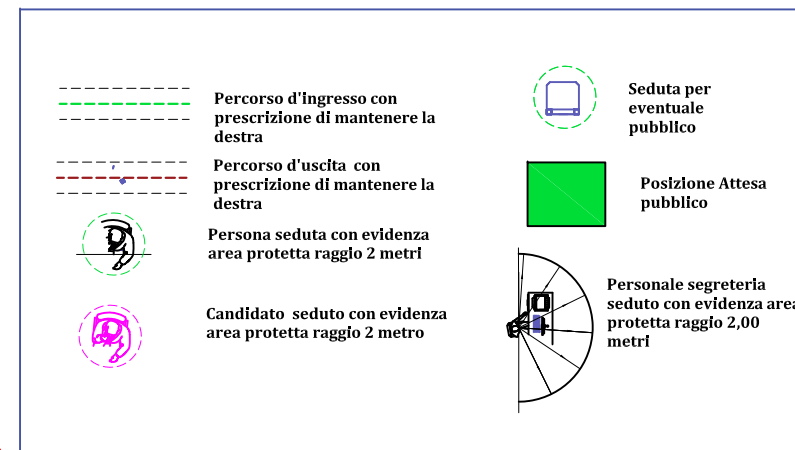 Percorso d'ingresso con
prescrizione di mantenere la
destra
Percorso d'uscita con
prescrizione di mantenere la
destra
Persona seduta con evidenza
area protetta raggio 2 metri
Candidato seduto con evidenza
area protetta raggio 2 metro
Seduta per
eventuale
pubblico
Posizione Attesa
pubblico
Personale segreteria
seduto con evidenza area
protetta raggio 2,00
metri